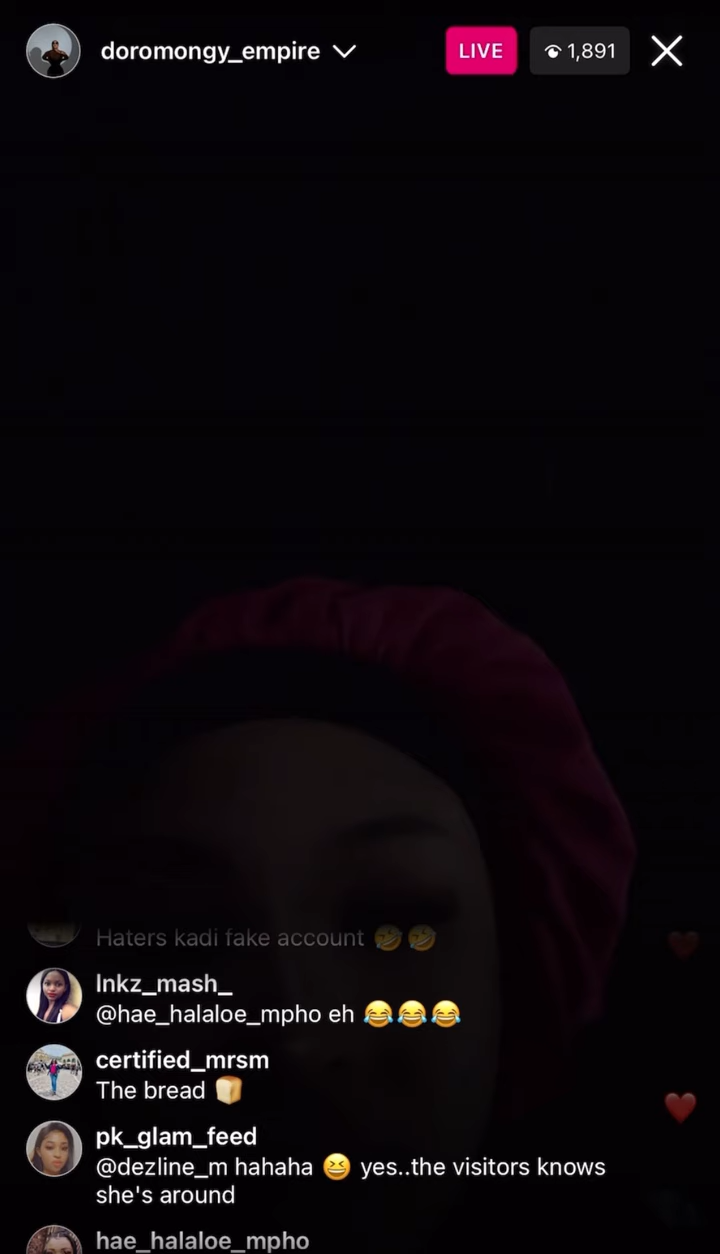 doromongy_empire
LIVE
1,891
Haters kadi fake account 🤣🤣
lnkz_mash_
@hae_halaloe_mpho eh 😂😂😂
certified_mrsm
The bread 🍞
pk_glam_feed
@dezline_m hahaha 😆 yes..the visitors knows
she's around
hae_halaloe_mpho